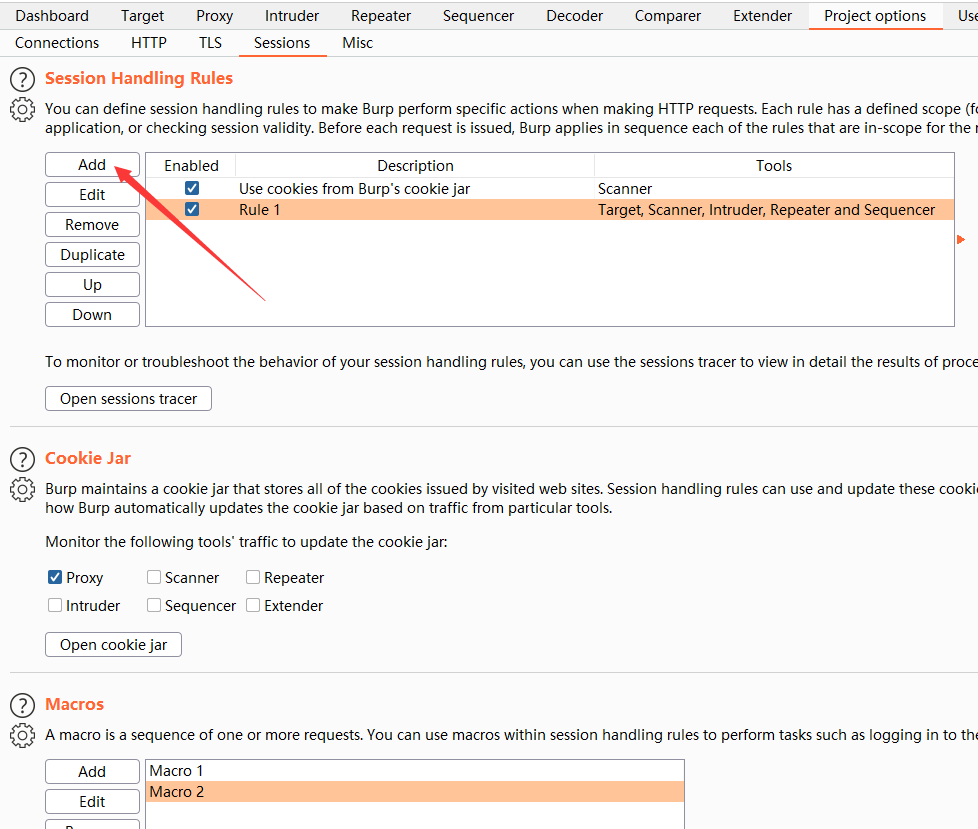 Dashboard Target Proxy Intruder Repeater Sequencer Decoder Comparer Extender Project options
Connections HTTP TLS Sessions Misc
? Session Handling Rules
You can define session handling rules to make Burp perform specific actions when making HTTP requests. Each rule has a defined scope (fo
application, or checking session validity. Before each request is issued, Burp applies in sequence each of the rules that are in-scope for the r
Add Enabled Description Tools
Use cookies from Burp's cookie jar Scanner
Edit
Rule 1 Target, Scanner, Intruder, Repeater and Sequencer
Remove
Duplicate
Up
Down
To monitor or troubleshoot the behavior of your session handling rules, you can use the sessions tracer to view in detail the results of proce
Open sessions tracer
? Cookie Jar
Burp maintains a cookie jar that stores all of the cookies issued by visited web sites. Session handling rules can use and update these cookie
how Burp automatically updates the cookie jar based on traffic from particular tools.
Monitor the following tools' traffic to update the cookie jar:
Proxy Scanner Repeater
Intruder Sequencer Extender
Open cookie jar
? Macros
A macro is a sequence of one or more requests. You can use macros within session handling rules to perform tasks such as logging in to the
Add Macro 1
Macro 2
Edit